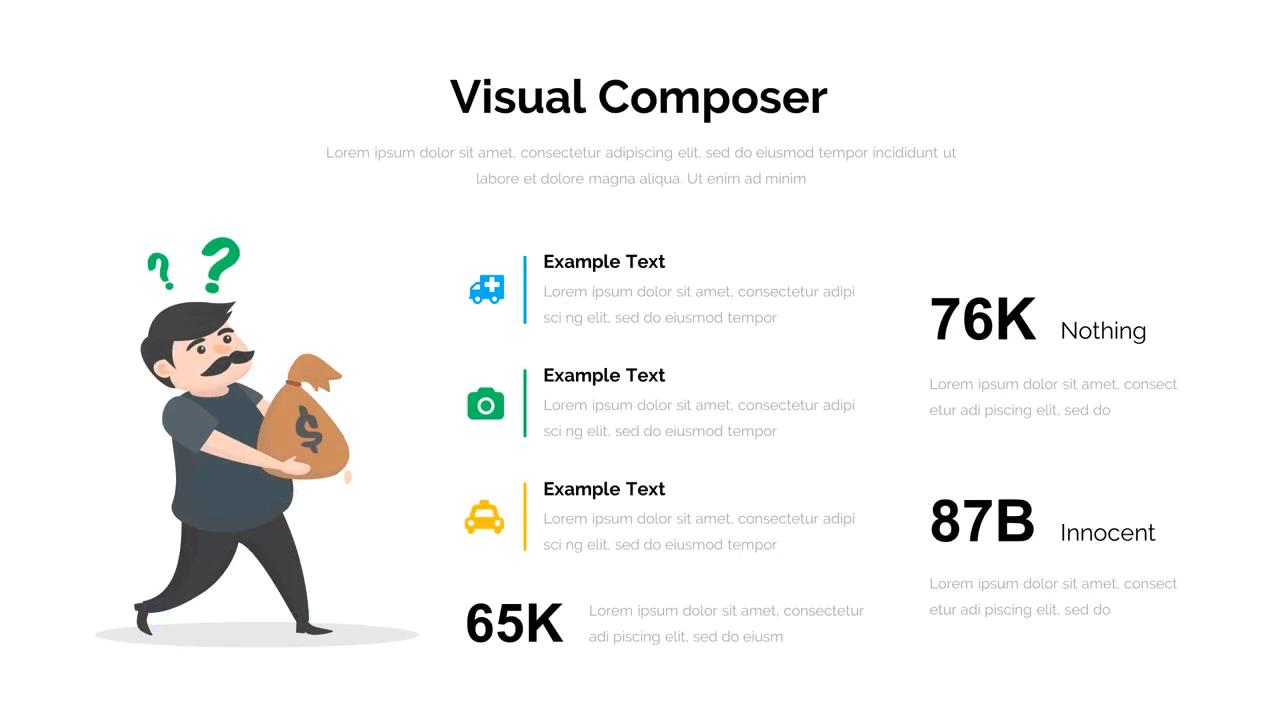 Visual Composer
Lorem ipsum dolor sit amet, consectetur adipiscing elit, sed do eiusmod tempor incididunt ut
labore et dolore magna aliqua. Ut enim ad minim
? ?
Example Text
Lorem ipsum dolor sit amet, consectetur adipi
sci ng elit, sed do eiusmod tempor
Example Text
Lorem ipsum dolor sit amet, consectetur adipi
sci ng elit, sed do eiusmod tempor
Example Text
Lorem ipsum dolor sit amet, consectetur adipi
sci ng elit, sed do eiusmod tempor
65K
Lorem ipsum dolor sit amet, consectetur
adi piscing elit, sed do eiusm
76K Nothing
Lorem ipsum dolor sit amet, consect
etur adi piscing elit, sed do
87B Innocent
Lorem ipsum dolor sit amet, consect
etur adi piscing elit, sed do
$